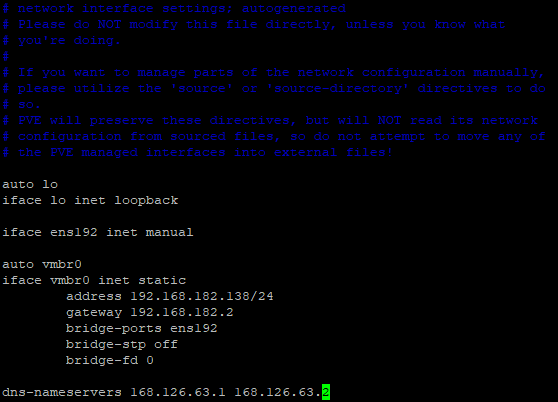 # network interface settings; autogenerated
# Please do NOT modify this file directly, unless you know what
# you're doing.
#
# If you want to manage parts of the network configuration manually,
# please utilize the 'source' or 'source-directory' directives to do
# so.
# PVE will preserve these directives, but will NOT read its network
# configuration from sourced files, so do not attempt to move any of
# the PVE managed interfaces into external files!
auto lo
iface lo inet loopback
iface ens192 inet manual
auto vmbr0
iface vmbr0 inet static
address 192.168.182.138/24
gateway 192.168.182.2
bridge-ports ens192
bridge-stp off
bridge-fd 0
dns-nameservers 168.126.63.1 168.126.63.2